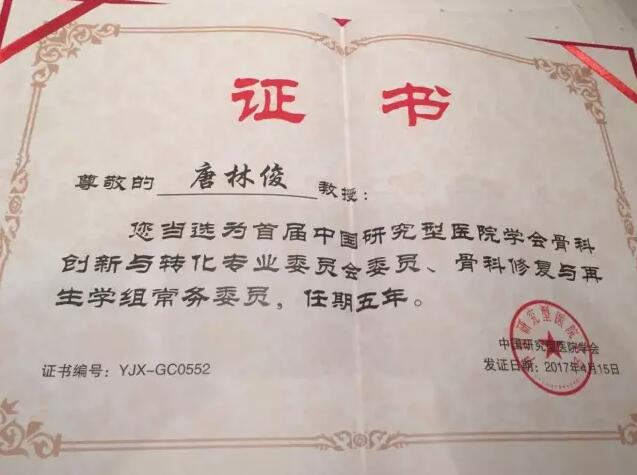 证书
尊敬的 唐林俊 教授：
您当选为首届中国研究型医院学会骨科
创新与转化专业委员会委员、骨科修复与再
生学组常务委员，任期五年。
证书编号：YJX-GC0552
中国研究型医院学会
发证日期：2017年4月15日